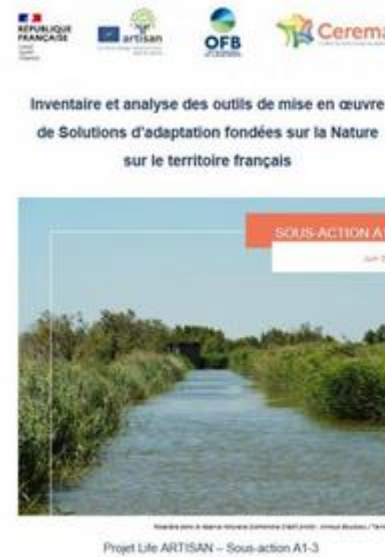 RÉPUBLIQUE
FRANÇAISE
artisan
OFB
Cerema
Inventaire et analyse des outils de mise en œuvre
de Solutions d'adaptation fondées sur la Nature
sur le territoire français
SOUS-ACTION A1
Projet Life ARTISAN – Sous-action A1-3